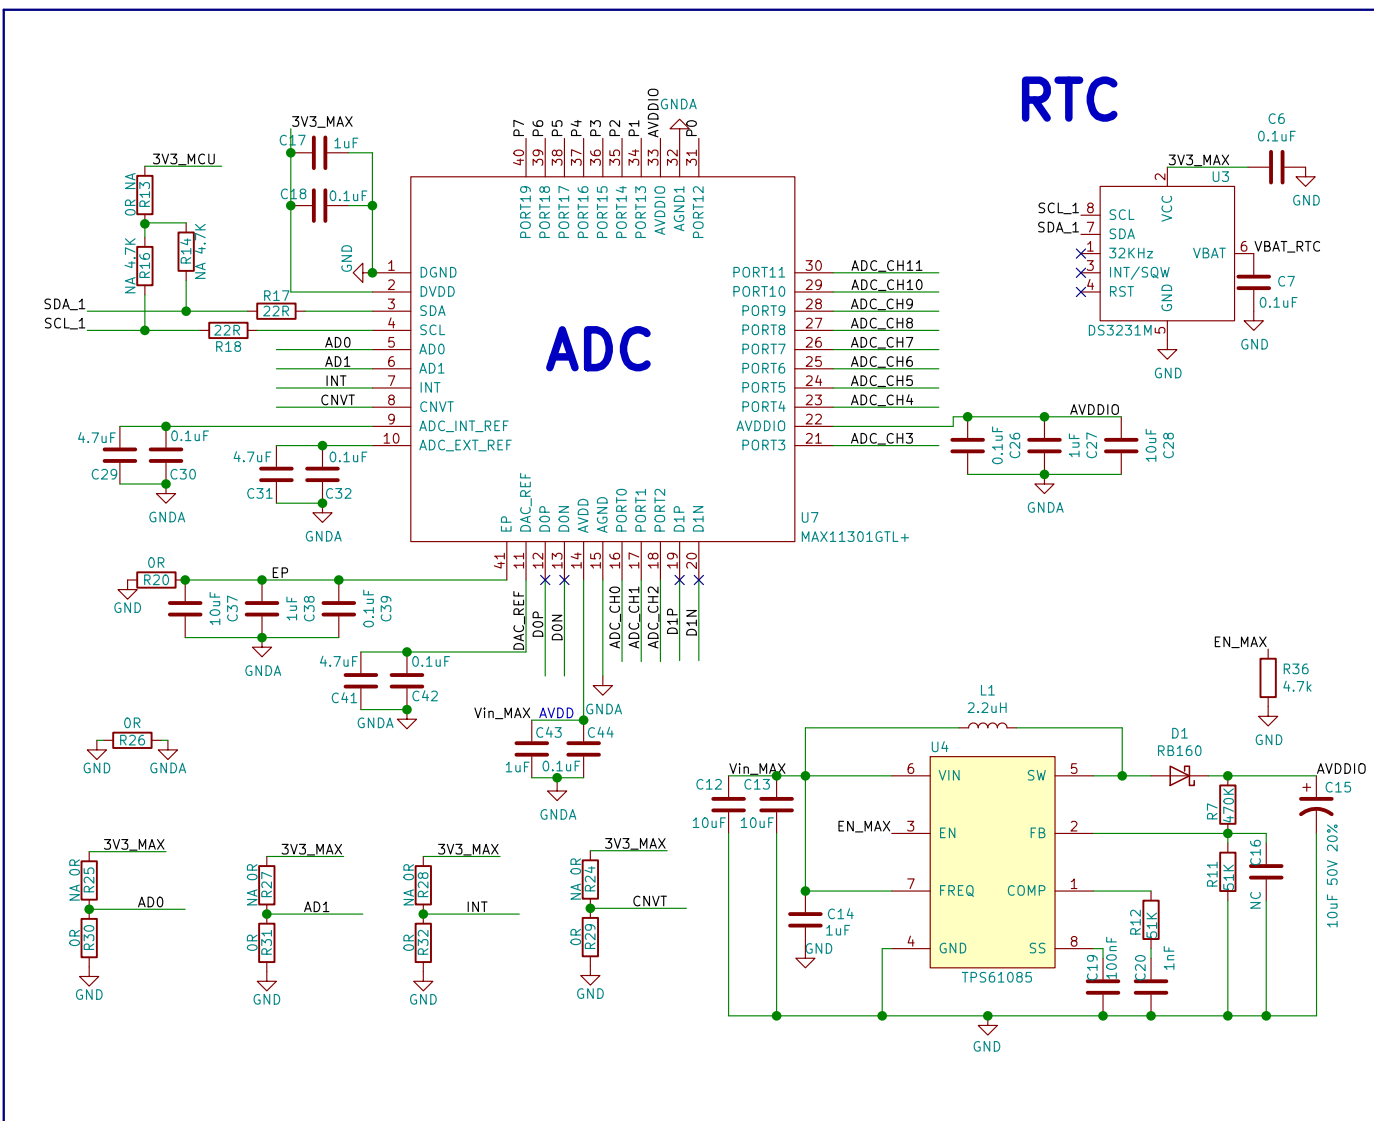 RTC
ADC
3V3_MAX
C17
1uF
C18
0.1uF
GND
3V3_MCU
0R NA
R13
NA 4.7K
R16
R14
NA 4.7K
SDA_1
R17
22R
SCL_1
22R
R18
AD0
AD1
INT
CNVT
P7
P6
P5
P4
P3
P2
P1
AVDDIO
GNDA
P0
40
39
38
37
36
35
34
33
32
31
PORT19
PORT18
PORT17
PORT16
PORT15
PORT14
PORT13
AVDDIO
AGND1
PORT12
1 DGND
2 DVDD
3 SDA
4 SCL
5 AD0
6 AD1
7 INT
8 CNVT
9 ADC_INT_REF
10 ADC_EXT_REF
PORT11 30 ADC_CH11
PORT10 29 ADC_CH10
PORT9 28 ADC_CH9
PORT8 27 ADC_CH8
PORT7 26 ADC_CH7
PORT6 25 ADC_CH6
PORT5 24 ADC_CH5
PORT4 23 ADC_CH4
AVDDIO 22
PORT3 21 ADC_CH3
EP
DAC_REF
D0P
D0N
AVDD
AGND
PORT0
PORT1
PORT2
D1P
D1N
41
11
12
13
14
15
16
17
18
19
20
U7
MAX11301GTL+
DAC_REF
D0P
D0N
ADC_CH0
ADC_CH1
ADC_CH2
D1P
D1N
GNDA
C6
0.1uF
3V3_MAX
GND
U3
2
VCC
SCL_1 8 SCL
SDA_1 7 SDA
1 32KHz
3 INT/SQW
4 RST
VBAT 6 VBAT_RTC
GND
5
DS3231M
GND
C7
0.1uF
GND
AVDDIO
0.1uF
C26
1uF
C27
10uF
C28
GNDA
4.7uF
C29
0.1uF
C30
GNDA
4.7uF
C31
0.1uF
C32
GNDA
0R
R20
GND
EP
10uF
C37
1uF
C38
0.1uF
C39
GNDA
4.7uF
C41
0.1uF
C42
GNDA
Vin_MAX
AVDD
C43
1uF
C44
0.1uF
GNDA
0R
R26
GND
GNDA
3V3_MAX
NA 0R
R25
AD0
0R
R30
GND
3V3_MAX
NA 0R
R27
AD1
0R
R31
GND
3V3_MAX
NA 0R
R28
INT
0R
R32
GND
3V3_MAX
NA 0R
R24
CNVT
0R
R29
GND
EN_MAX
R36
4.7k
GND
L1
2.2uH
D1
RB160
U4
Vin_MAX
C12
10uF
C13
10uF
6 VIN
EN_MAX 3 EN
7 FREQ
4 GND
SW 5
FB 2
COMP 1
SS 8
TPS61085
C14
1uF
GND
R7
470K
R11
51K
C16
NC
AVDDIO
+
C15
10uF 50V 20%
R12
51K
C19
100nF
C20
1nF
GND